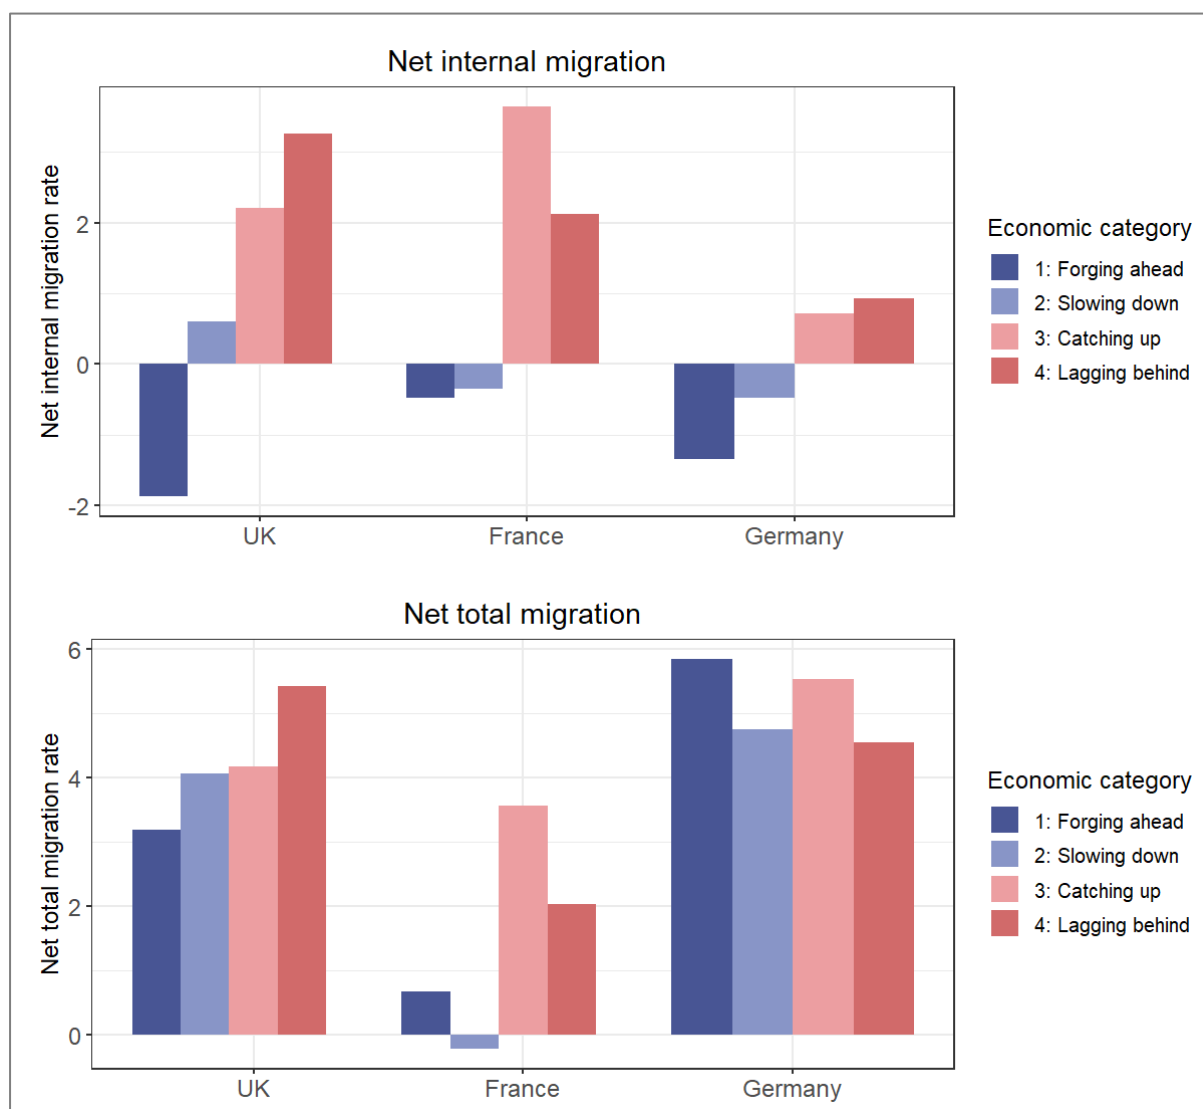 Net internal migration
Net internal migration rate
2
0
-2
UK France Germany
Economic category
1: Forging ahead
2: Slowing down
3: Catching up
4: Lagging behind
Net total migration
Net total migration rate
6
4
2
0
UK France Germany
Economic category
1: Forging ahead
2: Slowing down
3: Catching up
4: Lagging behind